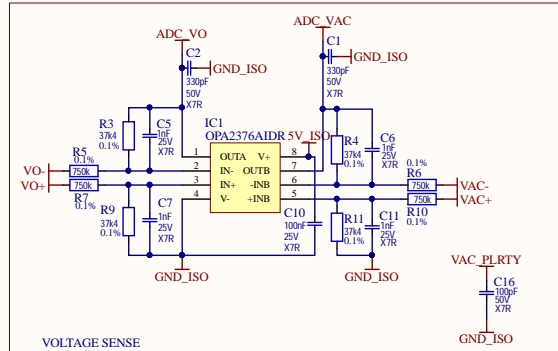 ADC_VO
ADC_VAC
C2
GND_ISO
330pF
50V
X7R
C1
GND_ISO
330pF
50V
X7R
R3
37k4
0.1%
C5
1nF
25V
X7R
IC1
OPA2376AIDR
5V_ISO
R4
37k4
0.1%
C6
1nF
25V
X7R
1 OUTA V+ 8
2 IN- OUTB 7
3 IN+ -INB 6
4 V- +INB 5
R5
0.1%
VO- 750k
VO+ 750k
R7
0.1%
0.1%
R6
750k VAC-
750k VAC+
R10
0.1%
R9
37k4
0.1%
C7
1nF
25V
X7R
C10
100nF
25V
X7R
R11
37k4
0.1%
C11
1nF
25V
X7R
GND_ISO
GND_ISO
VAC_PLRTY
C16
100pF
50V
X7R
GND_ISO
VOLTAGE SENSE